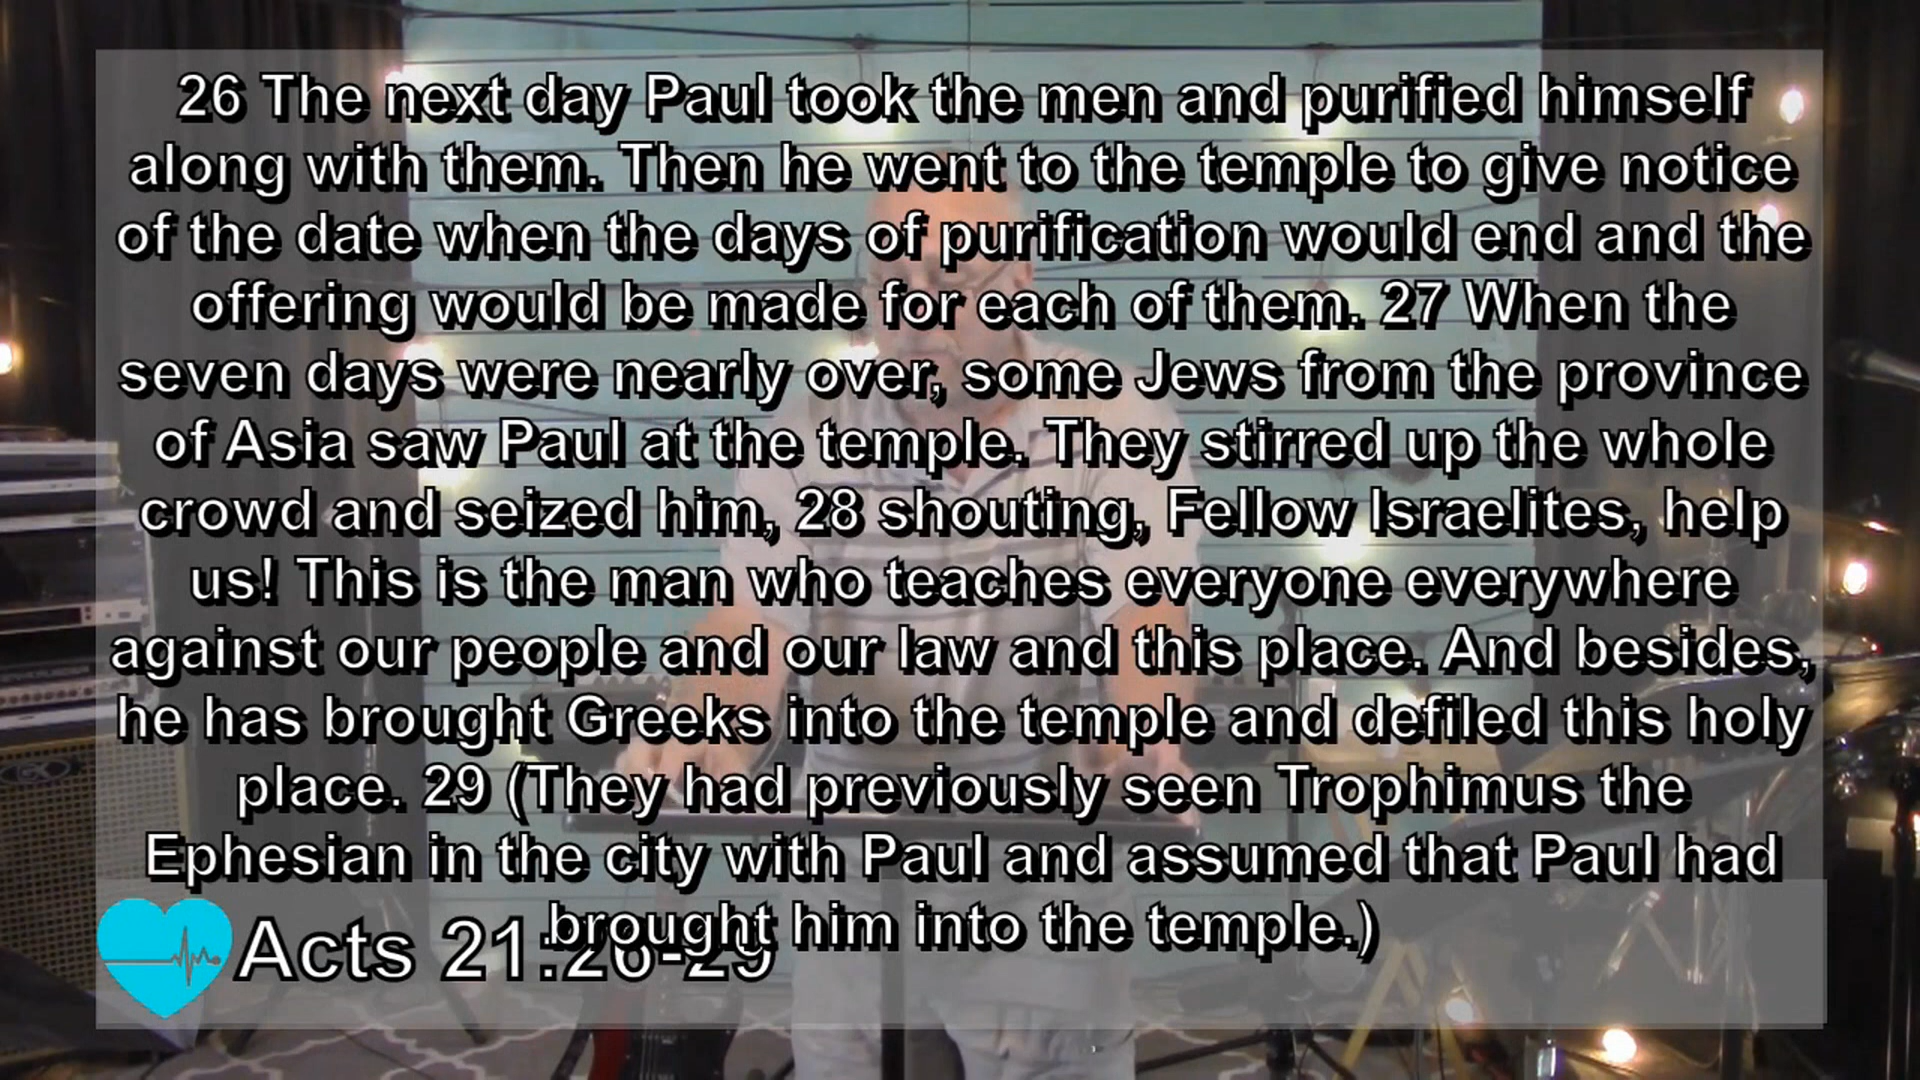 26 The next day Paul took the men and purified himself
along with them. Then he went to the temple to give notice
of the date when the days of purification would end and the
offering would be made for each of them. 27 When the
seven days were nearly over, some Jews from the province
of Asia saw Paul at the temple. They stirred up the whole
crowd and seized him, 28 shouting, Fellow Israelites, help
us! This is the man who teaches everyone everywhere
against our people and our law and this place. And besides,
he has brought Greeks into the temple and defiled this holy
place. 29 (They had previously seen Trophimus the
Ephesian in the city with Paul and assumed that Paul had
brought him into the temple.)
Acts 21:26-29